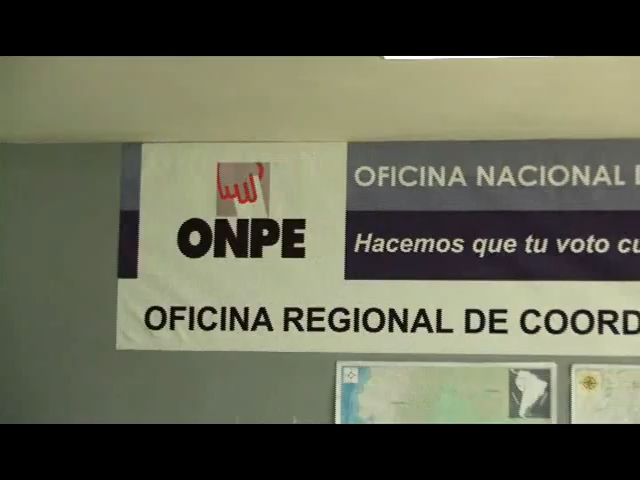 ONPE
OFICINA NACIONAL
Hacemos que tu voto
OFICINA REGIONAL DE